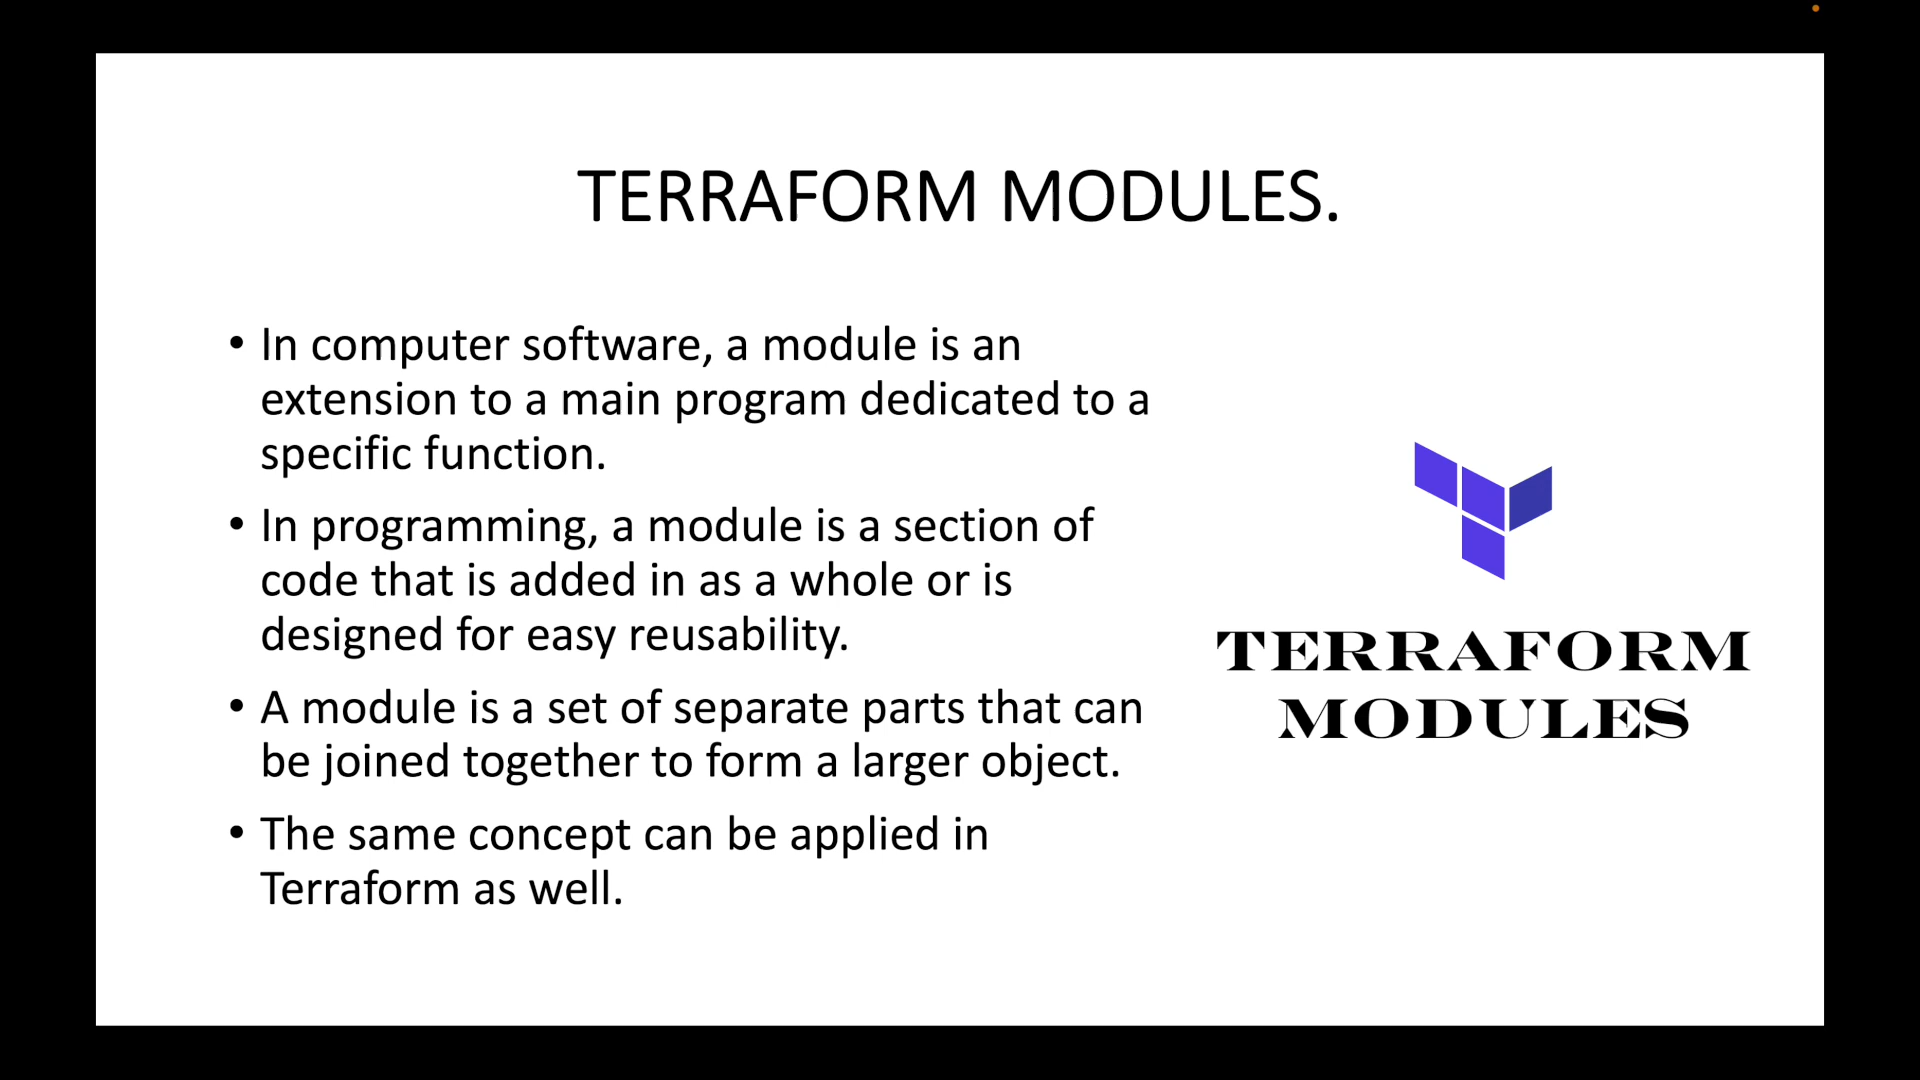 TERRAFORM MODULES.
• In computer software, a module is an
extension to a main program dedicated to a
specific function.
• In programming, a module is a section of
code that is added in as a whole or is
designed for easy reusability.
• A module is a set of separate parts that can
be joined together to form a larger object.
• The same concept can be applied in
Terraform as well.
TERRAFORM
MODULES